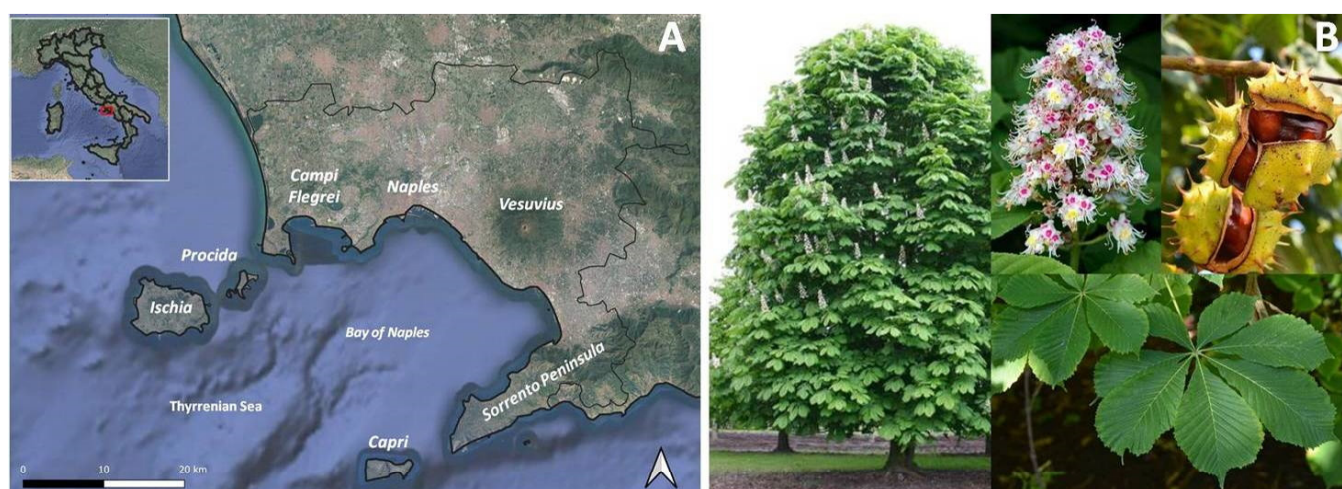 A
B
Campi
Flegrei
Naples
Vesuvius
Procida
Ischia
Bay of Naples
Sorrento Peninsula
Thyrrenian Sea
Capri
0 10 20 km